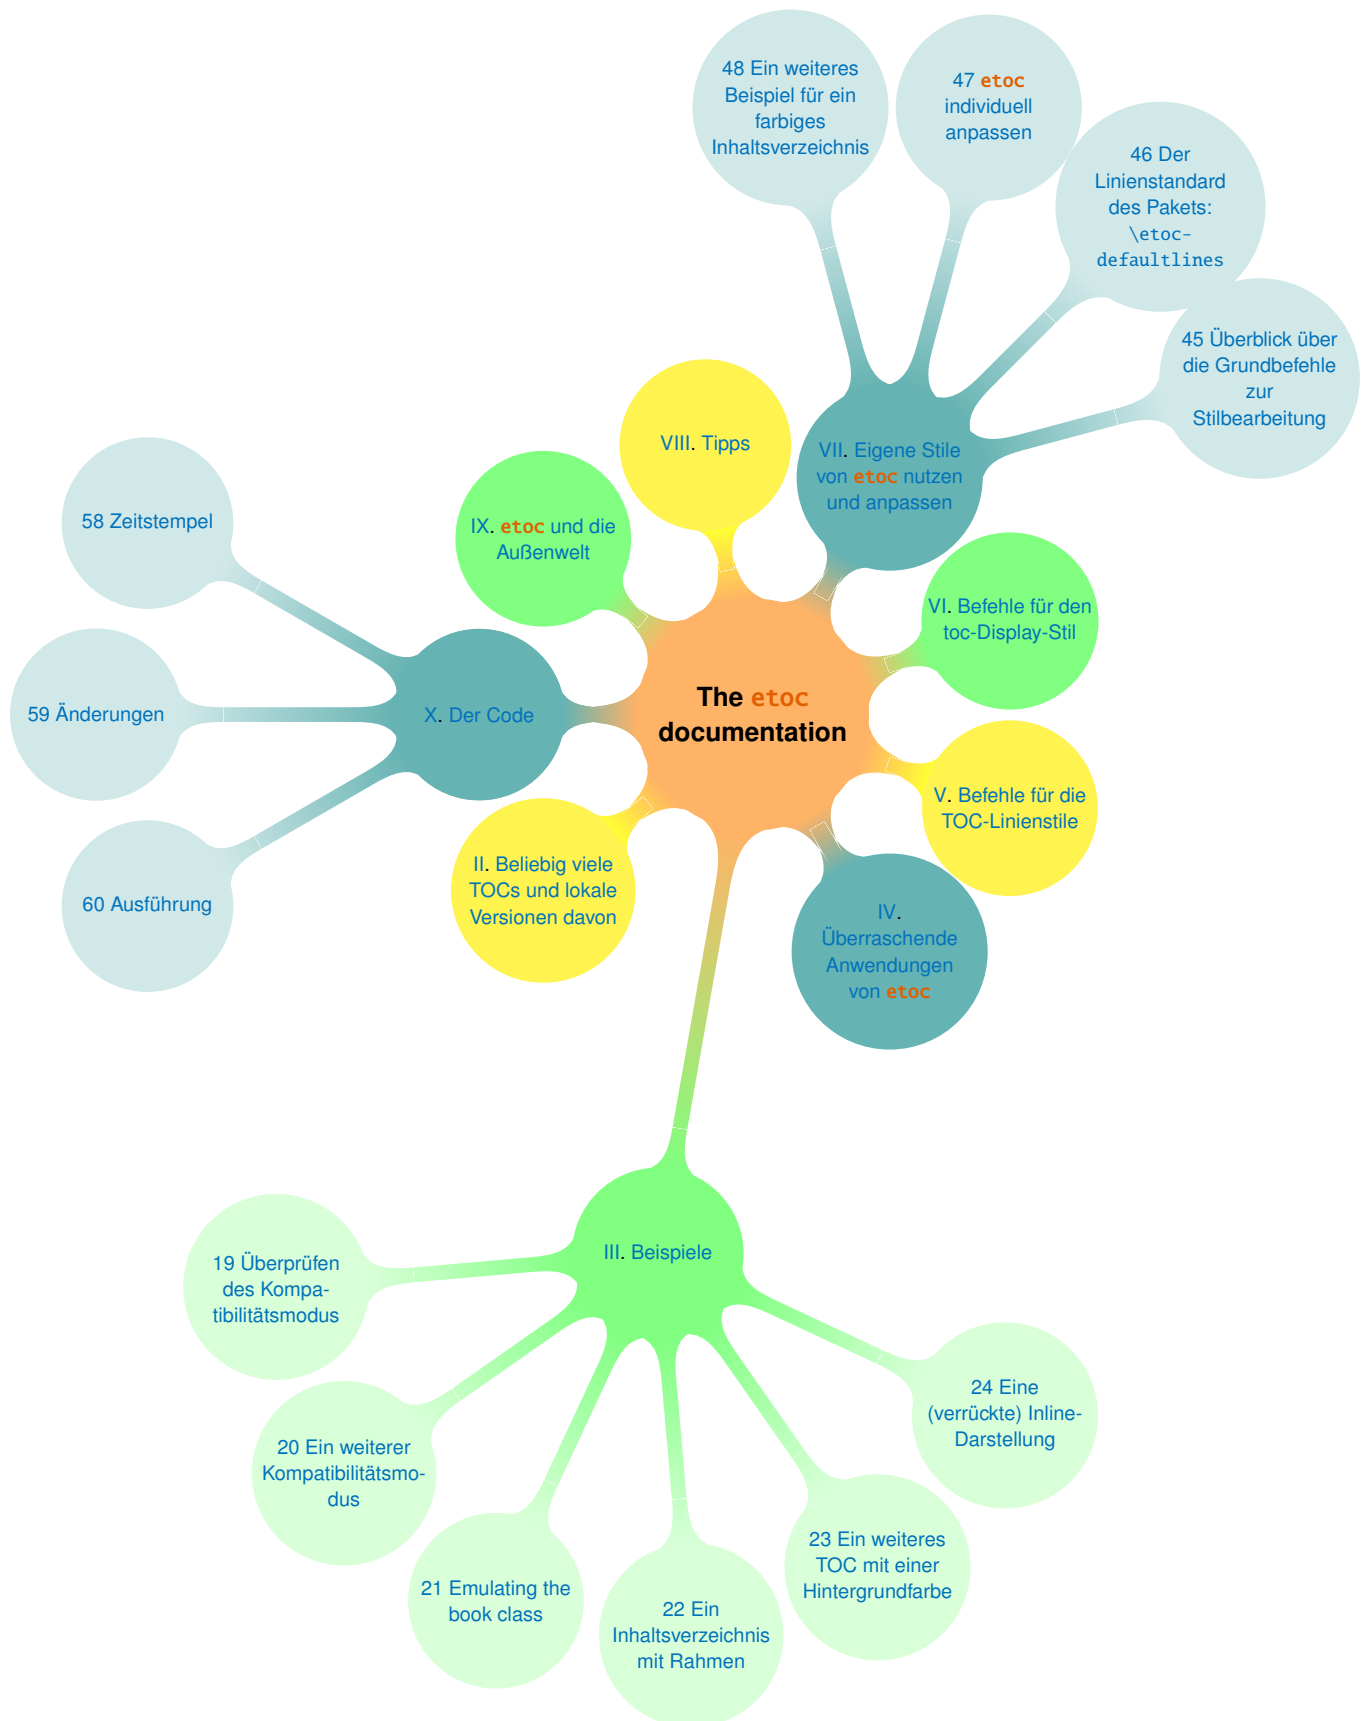 The etoc
documentation
II. Beliebig viele
TOCs und lokale
Versionen davon
III. Beispiele
19 Überprüfen
des Kompa-
tibilitätsmodus
20 Ein weiterer
Kompatibilitätsmo-
dus
21 Emulating the
book class
22 Ein
Inhaltsverzeichnis
mit Rahmen
23 Ein weiteres
TOC mit einer
Hintergrundfarbe
24 Eine
(verrückte) Inline-
Darstellung
IV.
Überraschende
Anwendungen
von etoc
V. Befehle für die
TOC-Linienstile
VI. Befehle für den
toc-Display-Stil
VII. Eigene Stile
von etoc nutzen
und anpassen
45 Überblick über
die Grundbefehle
zur
Stilbearbeitung
46 Der
Linienstandard
des Pakets:
\etoc-
defaultlines
47 etoc
individuell
anpassen
48 Ein weiteres
Beispiel für ein
farbiges
Inhaltsverzeichnis
VIII. Tipps
IX. etoc und die
Außenwelt
X. Der Code
58 Zeitstempel
59 Änderungen
60 Ausführung